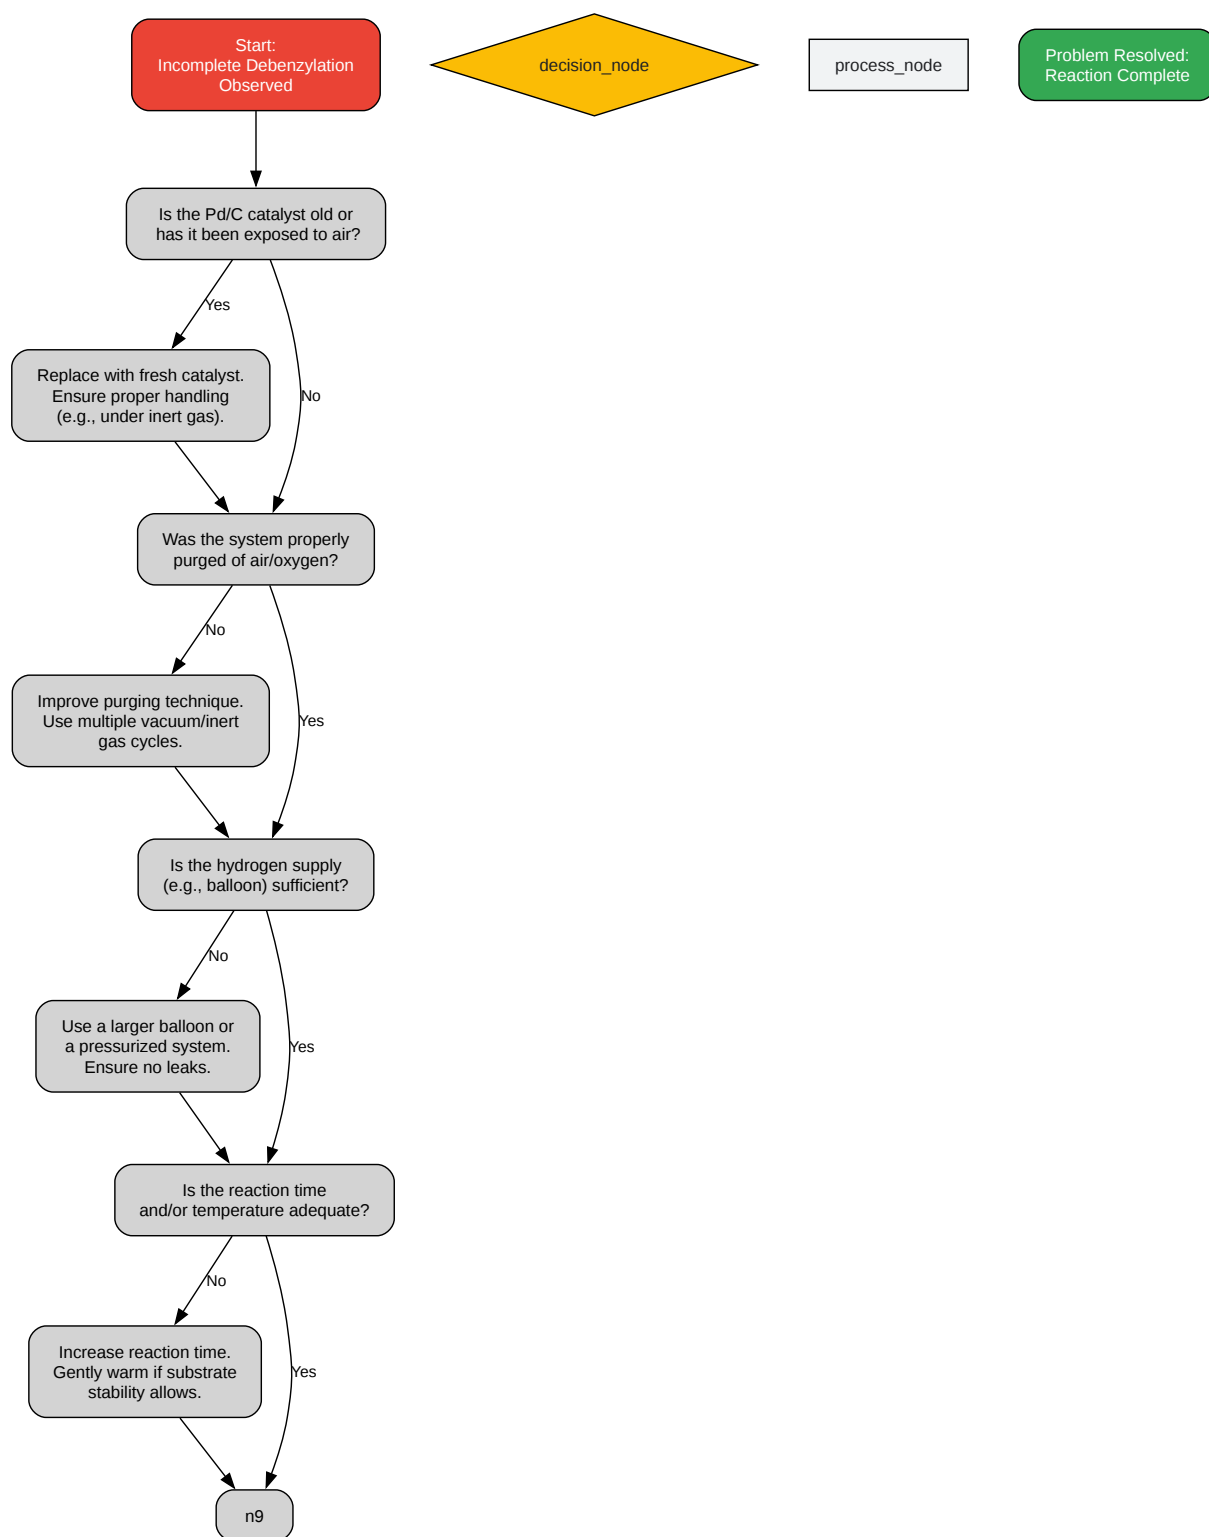 Start:
Incomplete Debenzylation
Observed
decision_node
process_node
Problem Resolved:
Reaction Complete
Is the Pd/C catalyst old or
has it been exposed to air?
Yes
Replace with fresh catalyst.
Ensure proper handling
(e.g., under inert gas).
No
Was the system properly
purged of air/oxygen?
No
Improve purging technique.
Use multiple vacuum/inert
gas cycles.
Yes
Is the hydrogen supply
(e.g., balloon) sufficient?
No
Use a larger balloon or
a pressurized system.
Ensure no leaks.
Yes
Is the reaction time
and/or temperature adequate?
No
Increase reaction time.
Gently warm if substrate
stability allows.
Yes
n9